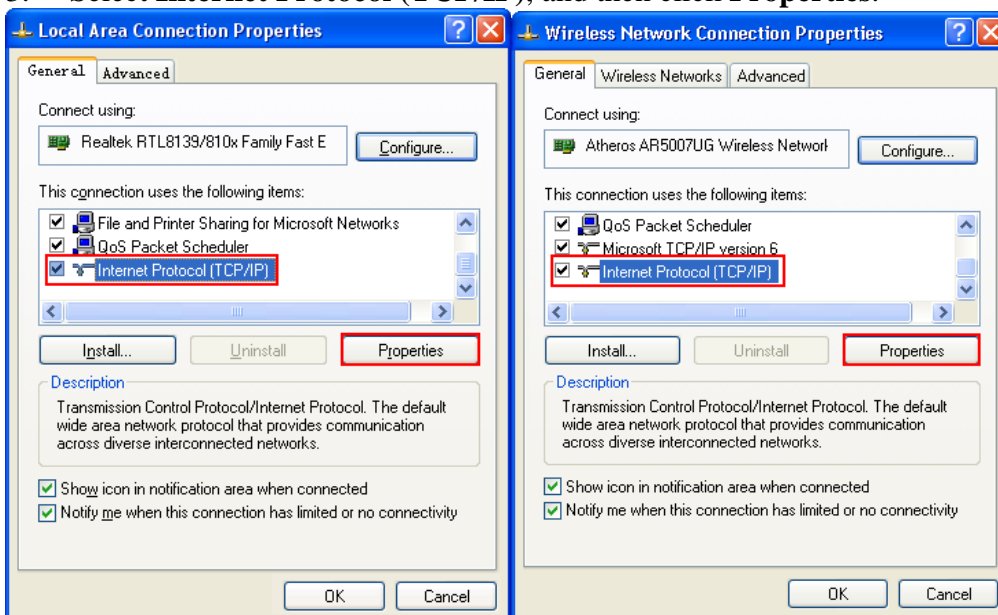 3. Select Internet Protocol (TCP/IP), and then click Properties.
Local Area Connection Properties
General Advanced
Connect using:
Realtek RTL8139/810x Family Fast E
Configure...
This connection uses the following items:
File and Printer Sharing for Microsoft Networks
QoS Packet Scheduler
Internet Protocol (TCP/IP)
Install... Uninstall Properties
Description
Transmission Control Protocol/Internet Protocol. The default
wide area network protocol that provides communication
across diverse interconnected networks.
Show icon in notification area when connected
Notify me when this connection has limited or no connectivity
OK Cancel
Wireless Network Connection Properties
General Wireless Networks Advanced
Connect using:
Atheros AR5007UG Wireless Network
Configure...
This connection uses the following items:
QoS Packet Scheduler
Microsoft TCP/IP version 6
Internet Protocol (TCP/IP)
Install... Uninstall Properties
Description
Transmission Control Protocol/Internet Protocol. The default
wide area network protocol that provides communication
across diverse interconnected networks.
Show icon in notification area when connected
Notify me when this connection has limited or no connectivity
OK Cancel